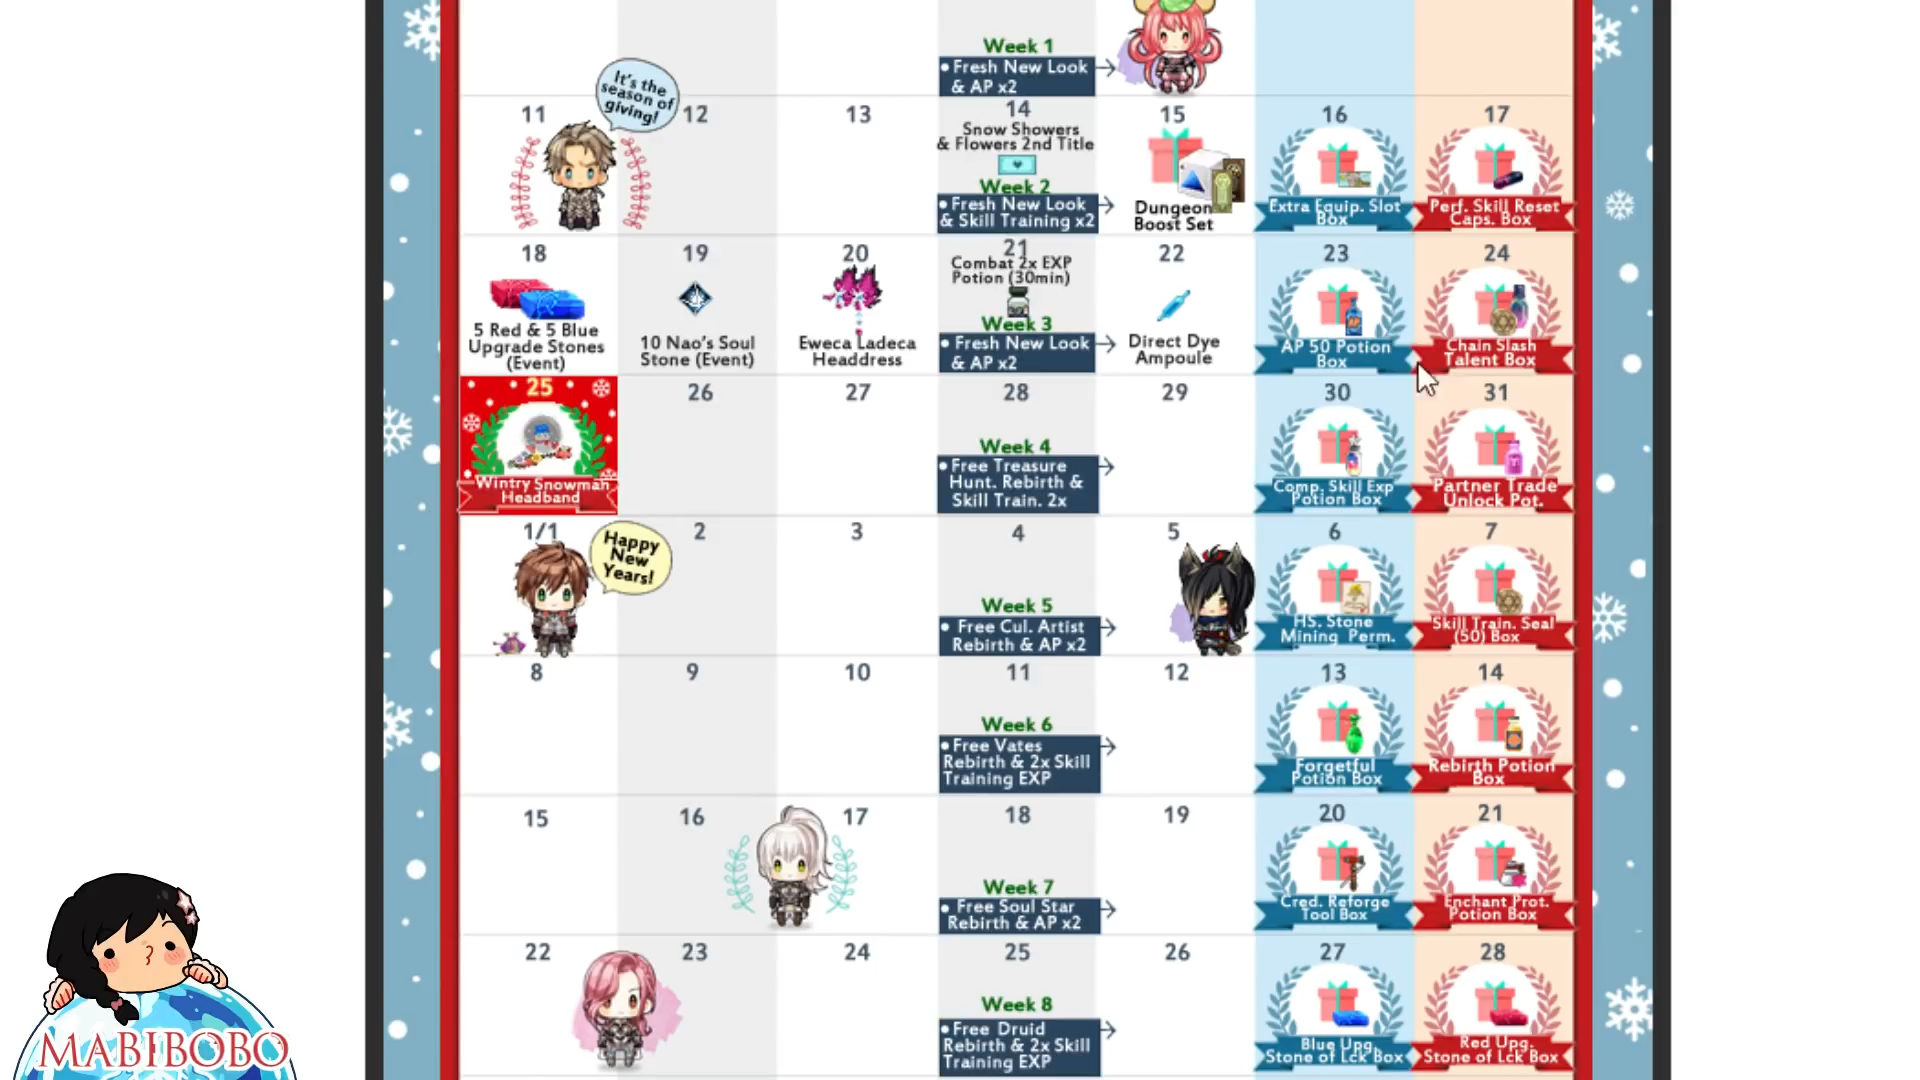 Week 1
• Fresh New Look
& AP x2
It's the
season of
giving!
11
12
13
14
15
16
17
Snow Showers
& Flowers 2nd Title
Week 2
• Fresh New Look
& Skill Training x2
Dungeon
Boost Set
Extra Equip. Slot
Box
Perf. Skill Reset
Caps. Box
18
19
20
21
22
23
24
5 Red & 5 Blue
Upgrade Stones
(Event)
10 Nao's Soul
Stone (Event)
Eweca Ladeca
Headdress
Combat 2x EXP
Potion (30min)
Week 3
• Fresh New Look
& AP x2
Direct Dye
Ampoule
AP 50 Potion
Box
Chain Slash
Talent Box
25
26
27
28
29
30
31
Wintry Snowman
Headband
Week 4
• Free Treasure
Hunt. Rebirth &
Skill Train. 2x
Comp. Skill Exp
Potion Box
Partner Trade
Unlock Pot.
1/1
2
3
4
5
6
7
Happy
New
Years!
Week 5
• Free Cul. Artist
Rebirth & AP x2
HS. Stone
Mining Perm.
Skill Train. Seal
(50) Box
8
9
10
11
12
13
14
Week 6
• Free Vates
Rebirth & 2x Skill
Training EXP
Forgetful
Potion Box
Rebirth Potion
Box
15
16
17
18
19
20
21
Week 7
• Free Soul Star
Rebirth & AP x2
Cred. Reforge
Tool Box
Enchant Prot.
Potion Box
22
23
24
25
26
27
28
Week 8
• Free Druid
Rebirth & 2x Skill
Training EXP
Blue Upg.
Stone of Lck Box
Red Upg.
Stone of Lck Box
MABIBOBO